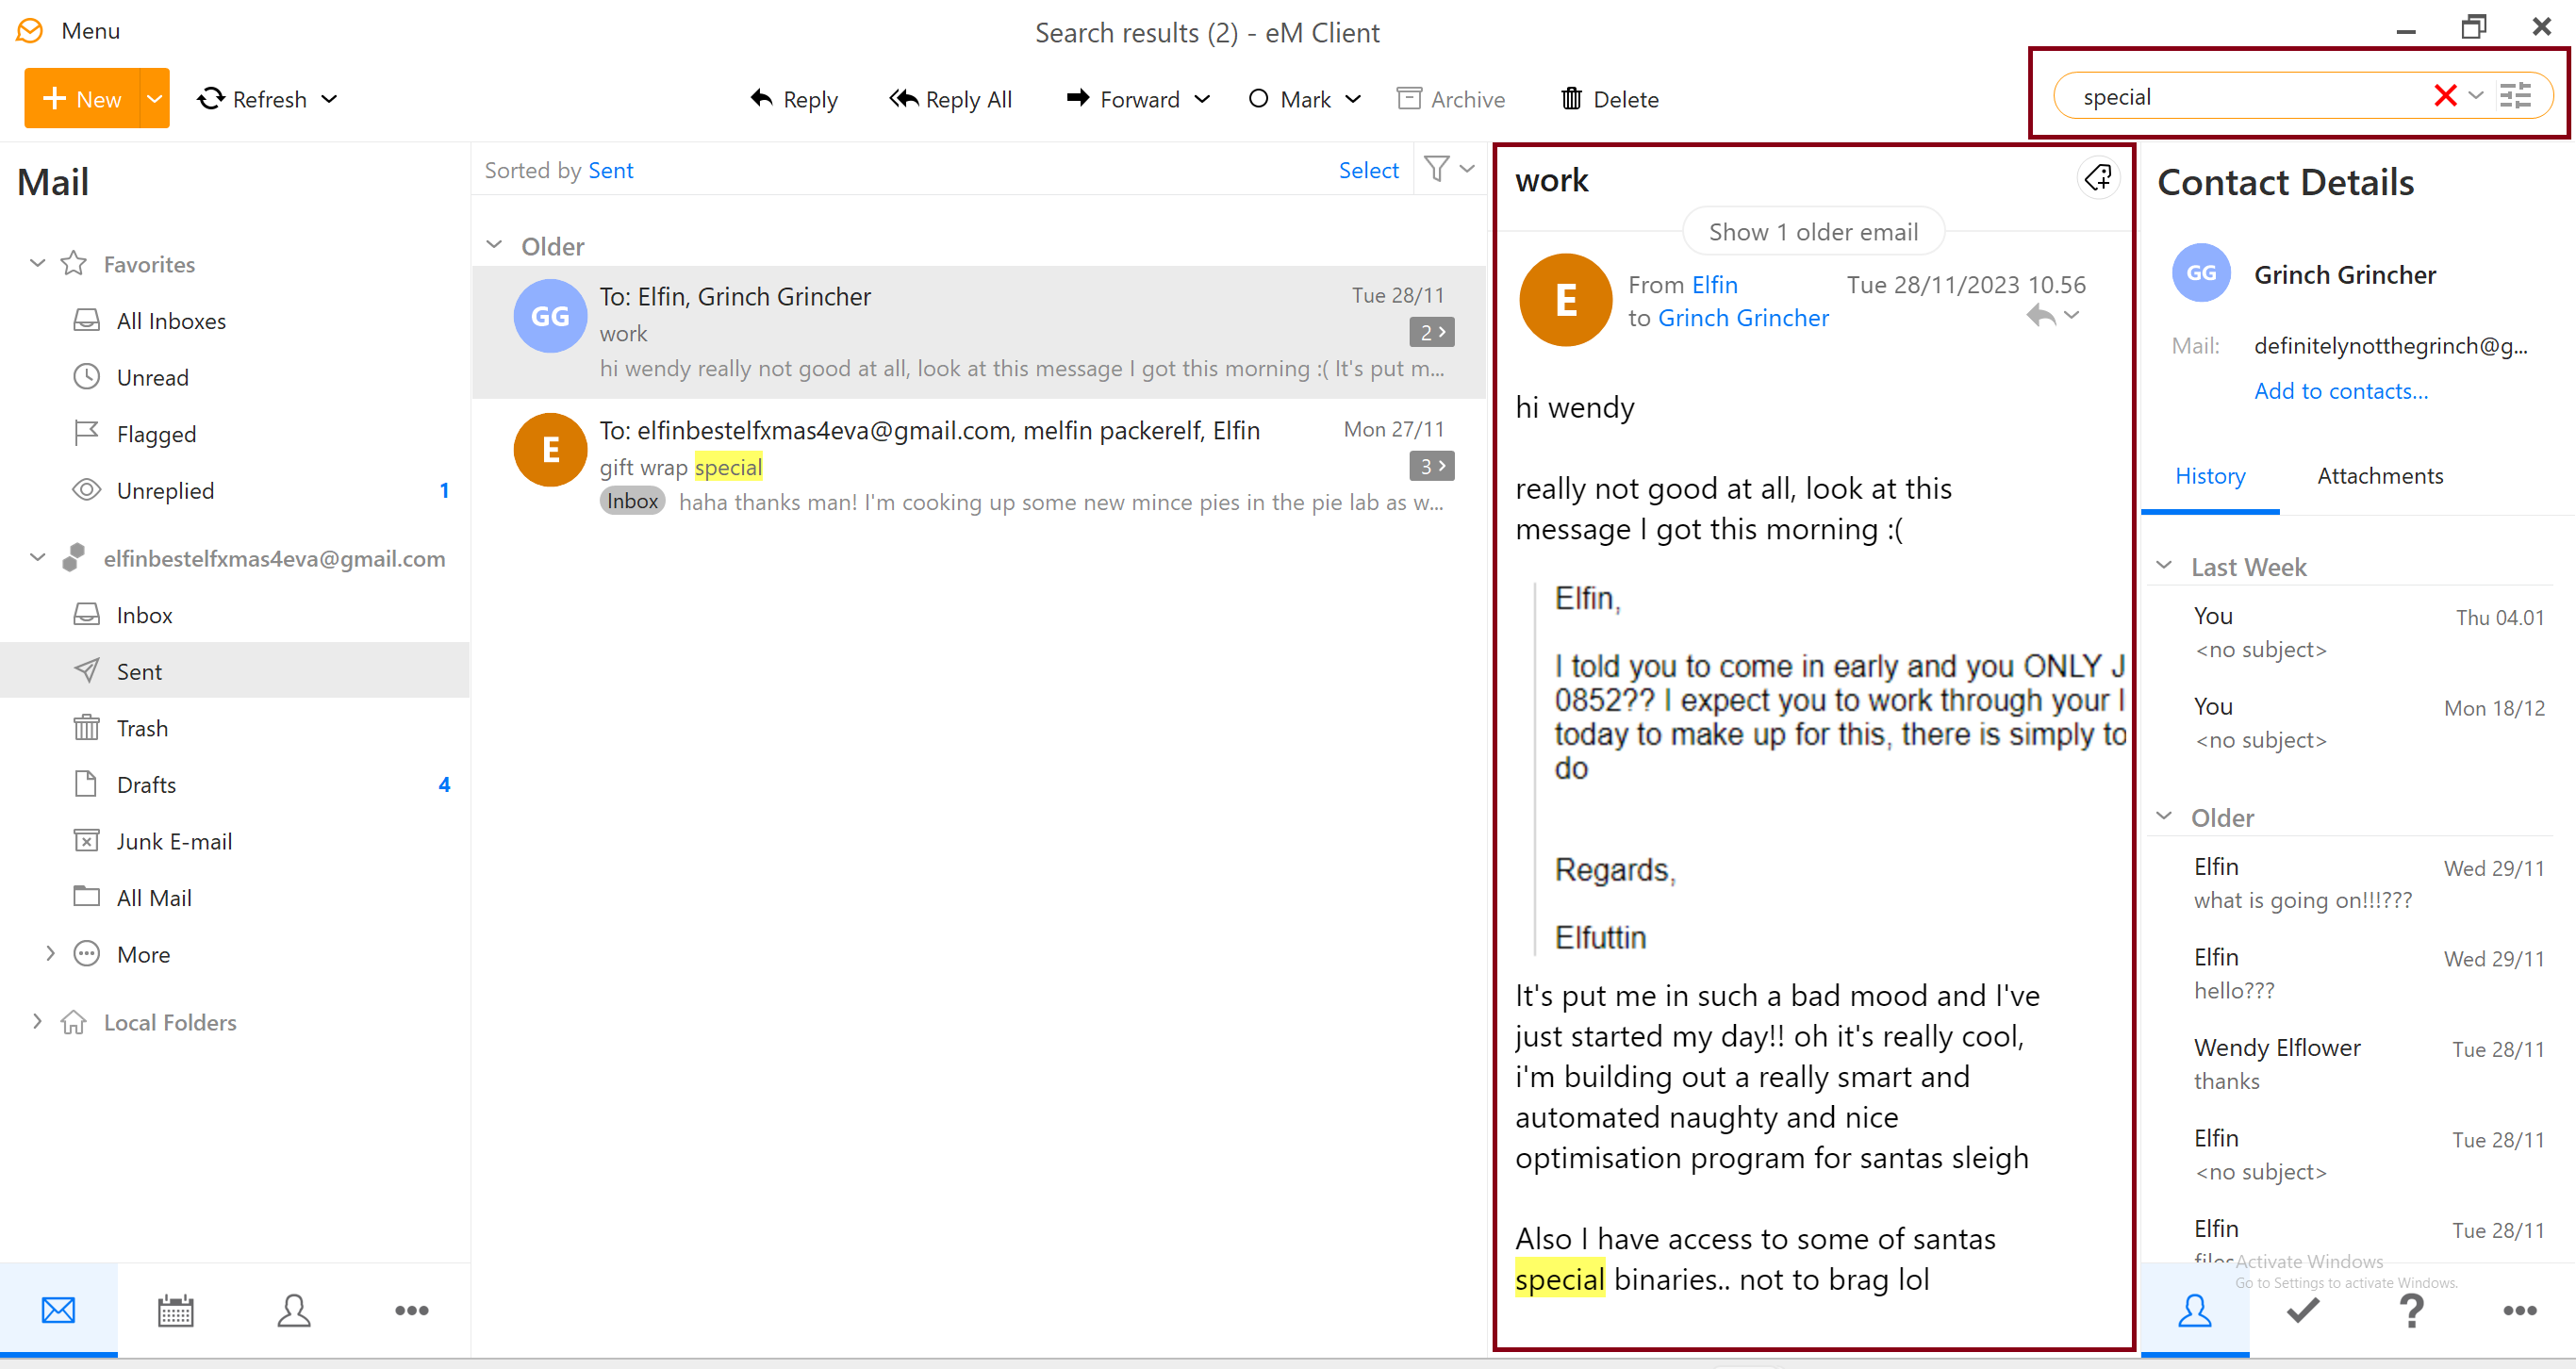 Menu
Search results (2) - eM Client
New
Refresh
Reply
Reply All
Forward
Mark
Archive
Delete
special
Mail
Favorites
All Inboxes
Unread
Flagged
Unreplied 1
elfinbestelfxmas4eva@gmail.com
Inbox
Sent
Trash
Drafts 4
Junk E-mail
All Mail
More
Local Folders
Sorted by Sent
Select
Older
GG
To: Elfin, Grinch Grincher Tue 28/11
work 2
hi wendy really not good at all, look at this message I got this morning :( It's put m...
E
To: elfinbestelfxmas4eva@gmail.com, melfin packerelf, Elfin Mon 27/11
gift wrap special 3
Inbox haha thanks man! I'm cooking up some new mince pies in the pie lab as w...
work
Show 1 older email
E
From Elfin Tue 28/11/2023 10.56
to Grinch Grincher
hi wendy
really not good at all, look at this
message I got this morning :(
Elfin,
I told you to come in early and you ONLY J
0852?? I expect you to work through your l
today to make up for this, there is simply to
do
Regards,
Elfuttin
It's put me in such a bad mood and I've
just started my day!! oh it's really cool,
i'm building out a really smart and
automated naughty and nice
optimisation program for santas sleigh
Also I have access to some of santas
special binaries.. not to brag lol
Contact Details
GG
Grinch Grincher
Mail: definitelynotthegrinch@g...
Add to contacts...
History Attachments
Last Week
You Thu 04.01
<no subject>
You Mon 18/12
<no subject>
Older
Elfin Wed 29/11
what is going on!!!???
Elfin Wed 29/11
hello???
Wendy Elflower Tue 28/11
thanks
Elfin Tue 28/11
<no subject>
Elfin Tue 28/11
files
Activate Windows
Go to Settings to activate Windows.